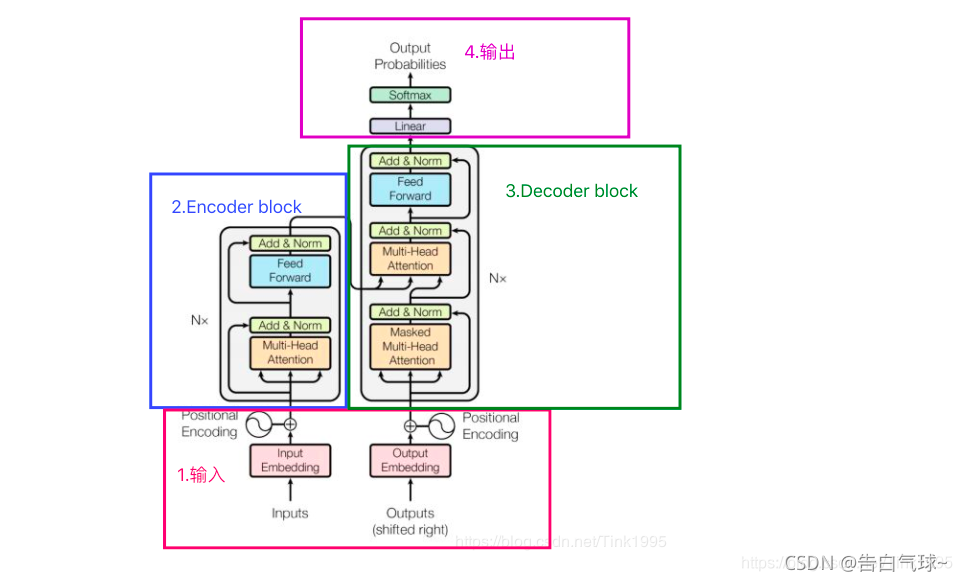 Output
Probabilities
4.输出
Softmax
Linear
3.Decoder block
Add & Norm
Feed
Forward
Add & Norm
Multi-Head
Attention
Nx
Add & Norm
Masked
Multi-Head
Attention
2.Encoder block
Add & Norm
Feed
Forward
Nx
Add & Norm
Multi-Head
Attention
Positional
Encoding
Positional
Encoding
1.输入
Input
Embedding
Output
Embedding
Inputs
Outputs
(shifted right)
https://blog.csdn.net/Tink1995
CSDN @告白气球~